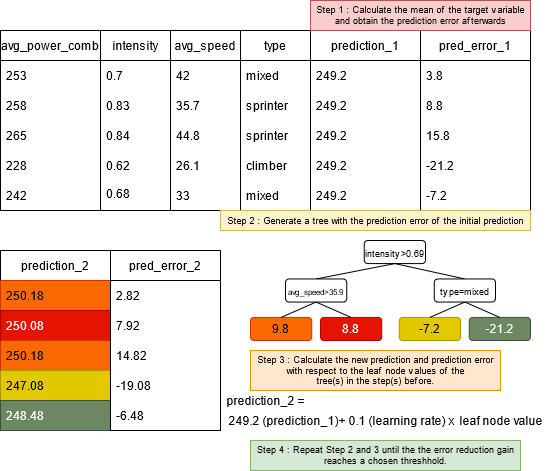 Step 1 : Calculate the mean of the target variable
and obtain the prediction error afterwards
avg_power_comb intensity avg_speed type prediction_1 pred_error_1
253 0.7 42 mixed 249.2 3.8
258 0.83 35.7 sprinter 249.2 8.8
265 0.84 44.8 sprinter 249.2 15.8
228 0.62 26.1 climber 249.2 -21.2
242 0.68 33 mixed 249.2 -7.2
Step 2 : Generate a tree with the prediction error of the initial prediction
prediction_2 pred_error_2
250.18 2.82
250.08 7.92
250.18 14.82
247.08 -19.08
248.48 -6.48
intensity>0.69
avg_speed>35.9 type=mixed
9.8 8.8 -7.2 -21.2
Step 3 : Calculate the new prediction and prediction error
with respect to the leaf node values of the
tree(s) in the step(s) before.
prediction_2 =
249.2 (prediction_1)+ 0.1 (learning rate) x leaf node value
Step 4 : Repeat Step 2 and 3 until the the error reduction gain
reaches a chosen threshhold.